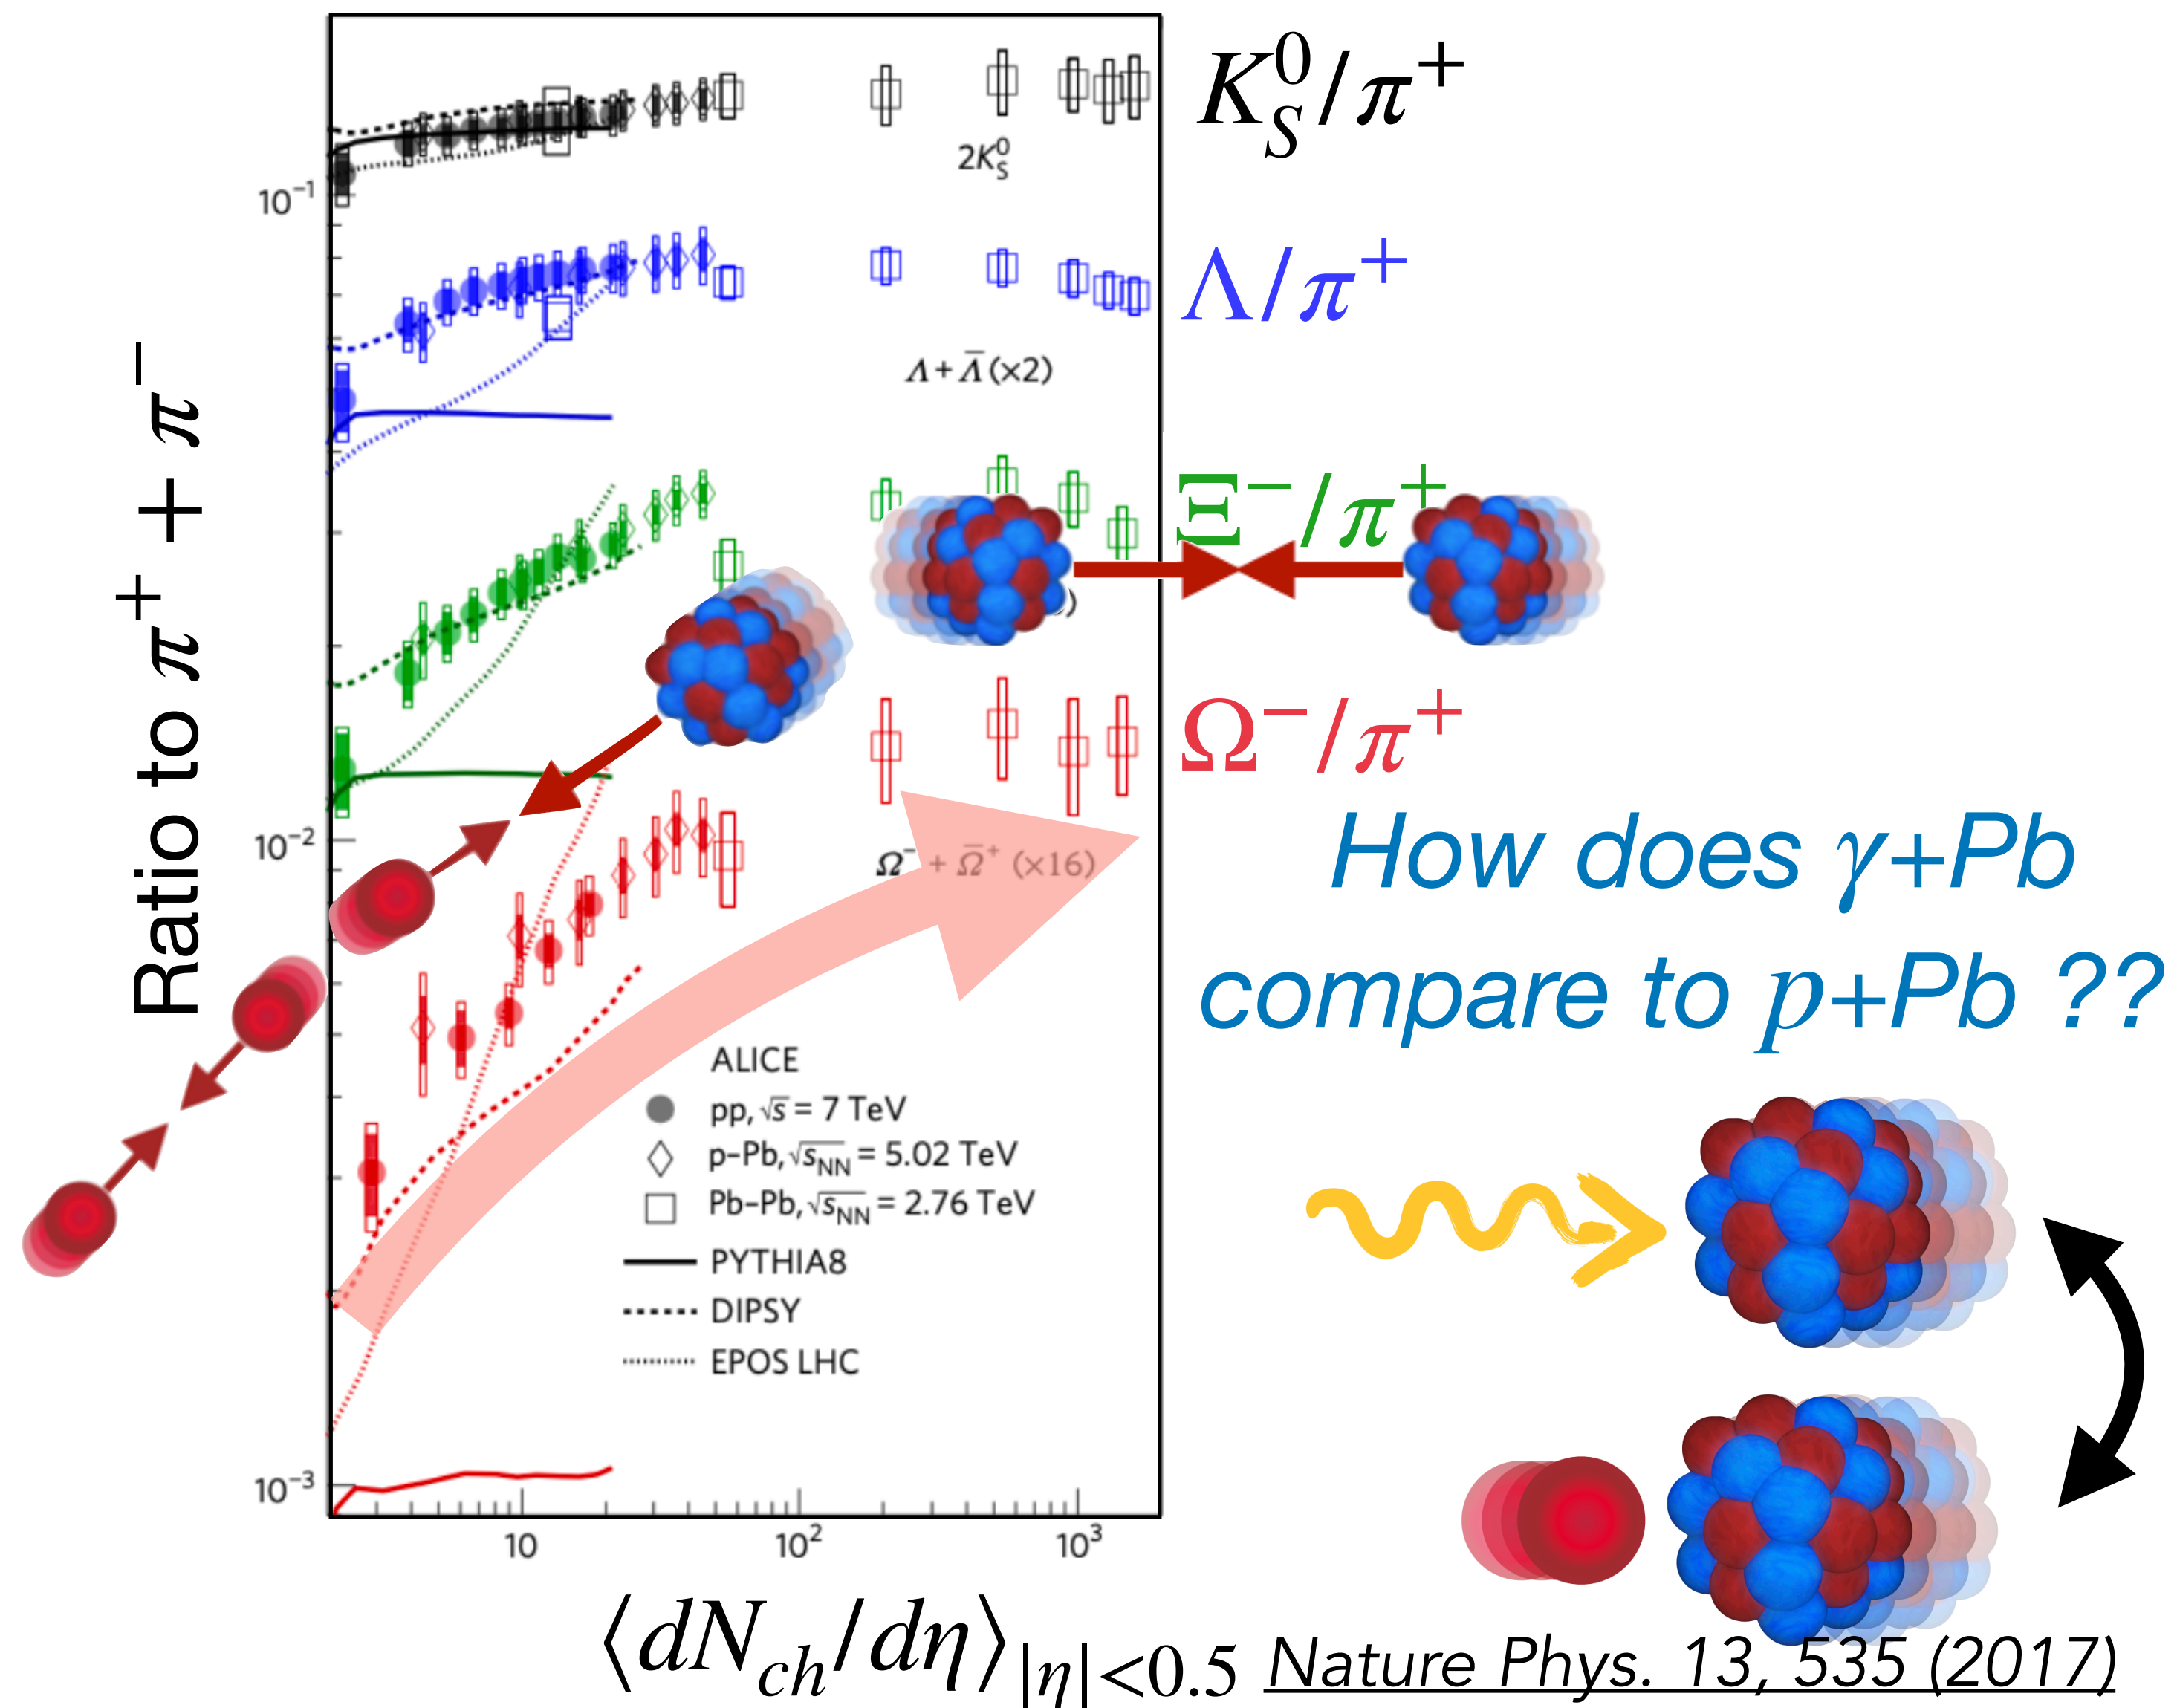 Ratio to π⁺ + π⁻
10⁻¹
10⁻²
10⁻³
K⁰_S/π⁺
2K⁰_S
Λ/π⁺
Λ + Λ̅ (×2)
Ξ⁻/π⁺
)
Ω⁻/π⁺
Ω⁻ + Ω̅⁺ (×16)
How does γ+Pb
compare to p+Pb ??
ALICE
pp, √s = 7 TeV
p–Pb, √s_NN = 5.02 TeV
Pb–Pb, √s_NN = 2.76 TeV
PYTHIA8
DIPSY
EPOS LHC
10 10² 10³
⟨dN_ch/dη⟩_|η|<0.5
Nature Phys. 13, 535 (2017)